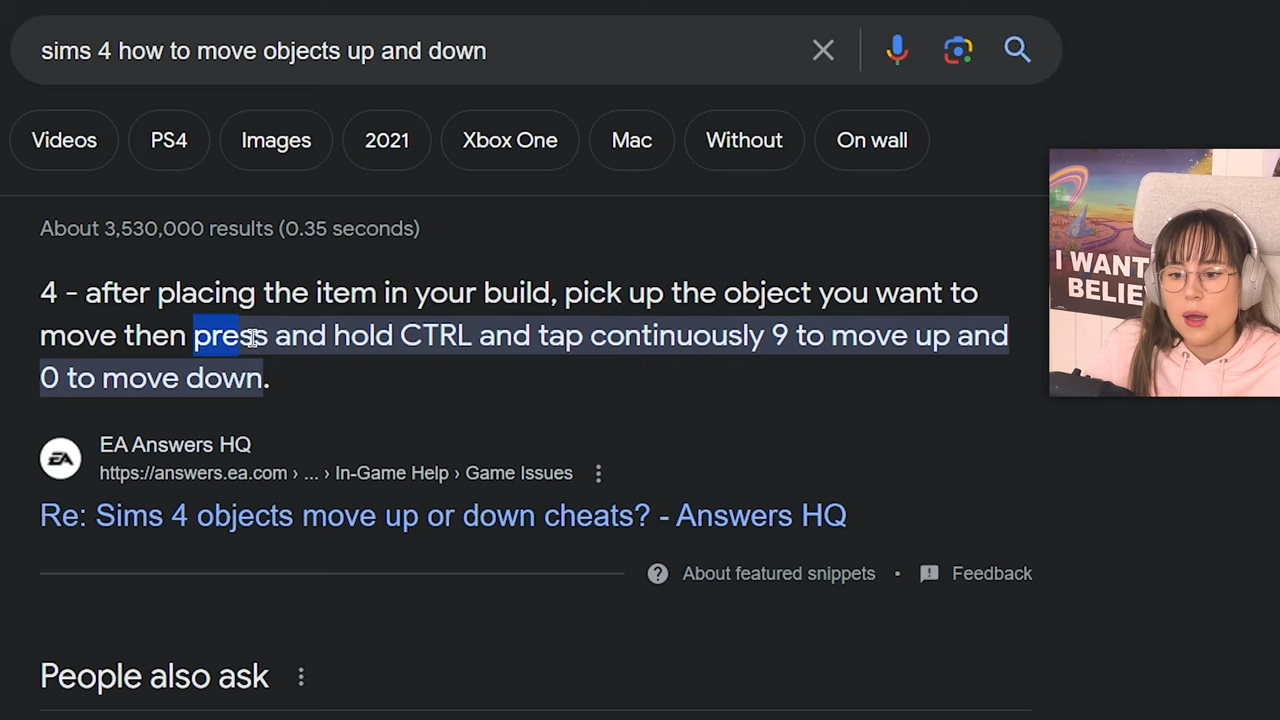 sims 4 how to move objects up and down
Videos
PS4
Images
2021
Xbox One
Mac
Without
On wall
About 3,530,000 results (0.35 seconds)
4 - after placing the item in your build, pick up the object you want to
move then press and hold CTRL and tap continuously 9 to move up and
0 to move down.
EA
EA Answers HQ
https://answers.ea.com › ... › In-Game Help › Game Issues
Re: Sims 4 objects move up or down cheats? - Answers HQ
About featured snippets • Feedback
People also ask
I WANT
BELIE